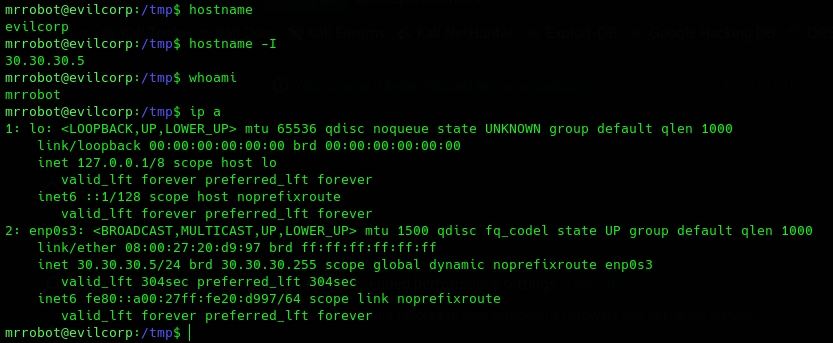 mrrobot@evilcorp:/tmp$ hostname
evilcorp
mrrobot@evilcorp:/tmp$ hostname -I
30.30.30.5
mrrobot@evilcorp:/tmp$ whoami
mrrobot
mrrobot@evilcorp:/tmp$ ip a
1: lo: <LOOPBACK,UP,LOWER_UP> mtu 65536 qdisc noqueue state UNKNOWN group default qlen 1000
    link/loopback 00:00:00:00:00:00 brd 00:00:00:00:00:00
    inet 127.0.0.1/8 scope host lo
       valid_lft forever preferred_lft forever
    inet6 ::1/128 scope host noprefixroute
       valid_lft forever preferred_lft forever
2: enp0s3: <BROADCAST,MULTICAST,UP,LOWER_UP> mtu 1500 qdisc fq_codel state UP group default qlen 1000
    link/ether 08:00:27:20:d9:97 brd ff:ff:ff:ff:ff:ff
    inet 30.30.30.5/24 brd 30.30.30.255 scope global dynamic noprefixroute enp0s3
       valid_lft 304sec preferred_lft 304sec
    inet6 fe80::a00:27ff:fe20:d997/64 scope link noprefixroute
       valid_lft forever preferred_lft forever
mrrobot@evilcorp:/tmp$